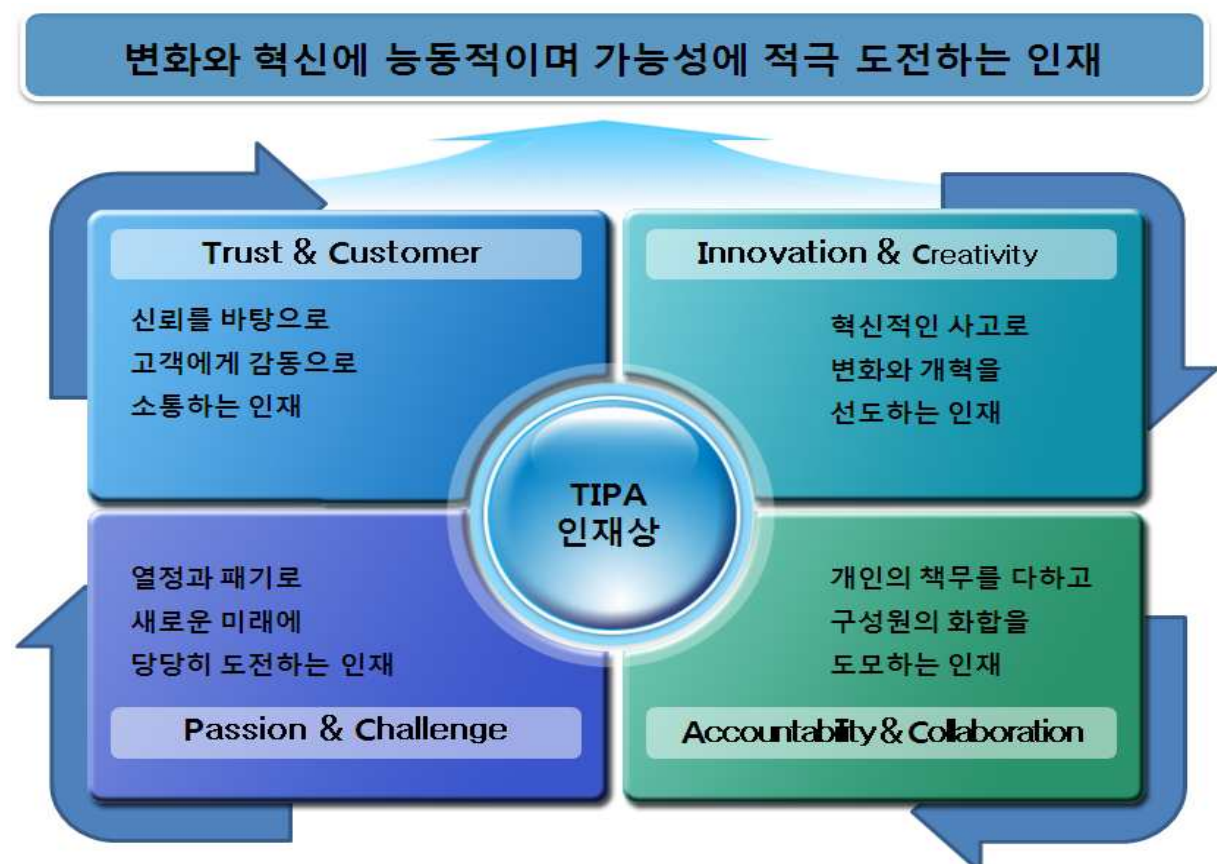 변화와 혁신에 능동적이며 가능성에 적극 도전하는 인재
Trust & Customer
신뢰를 바탕으로
고객에게 감동으로
소통하는 인재
Innovation & Creativity
혁신적인 사고로
변화와 개혁을
선도하는 인재
TIPA
인재상
열정과 패기로
새로운 미래에
당당히 도전하는 인재
Passion & Challenge
개인의 책무를 다하고
구성원의 화합을
도모하는 인재
Accountability & Collaboration